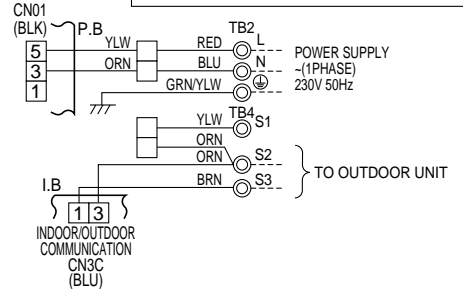 CN01
(BLK)
P.B
TB2
5
YLW
RED
L
3
ORN
BLU
N
1
GRN/YLW
POWER SUPPLY
~(1PHASE)
230V 50Hz
TB4
YLW
S1
ORN
ORN
S2
BRN
S3
TO OUTDOOR UNIT
I.B
1 3
INDOOR/OUTDOOR
COMMUNICATION
CN3C
(BLU)